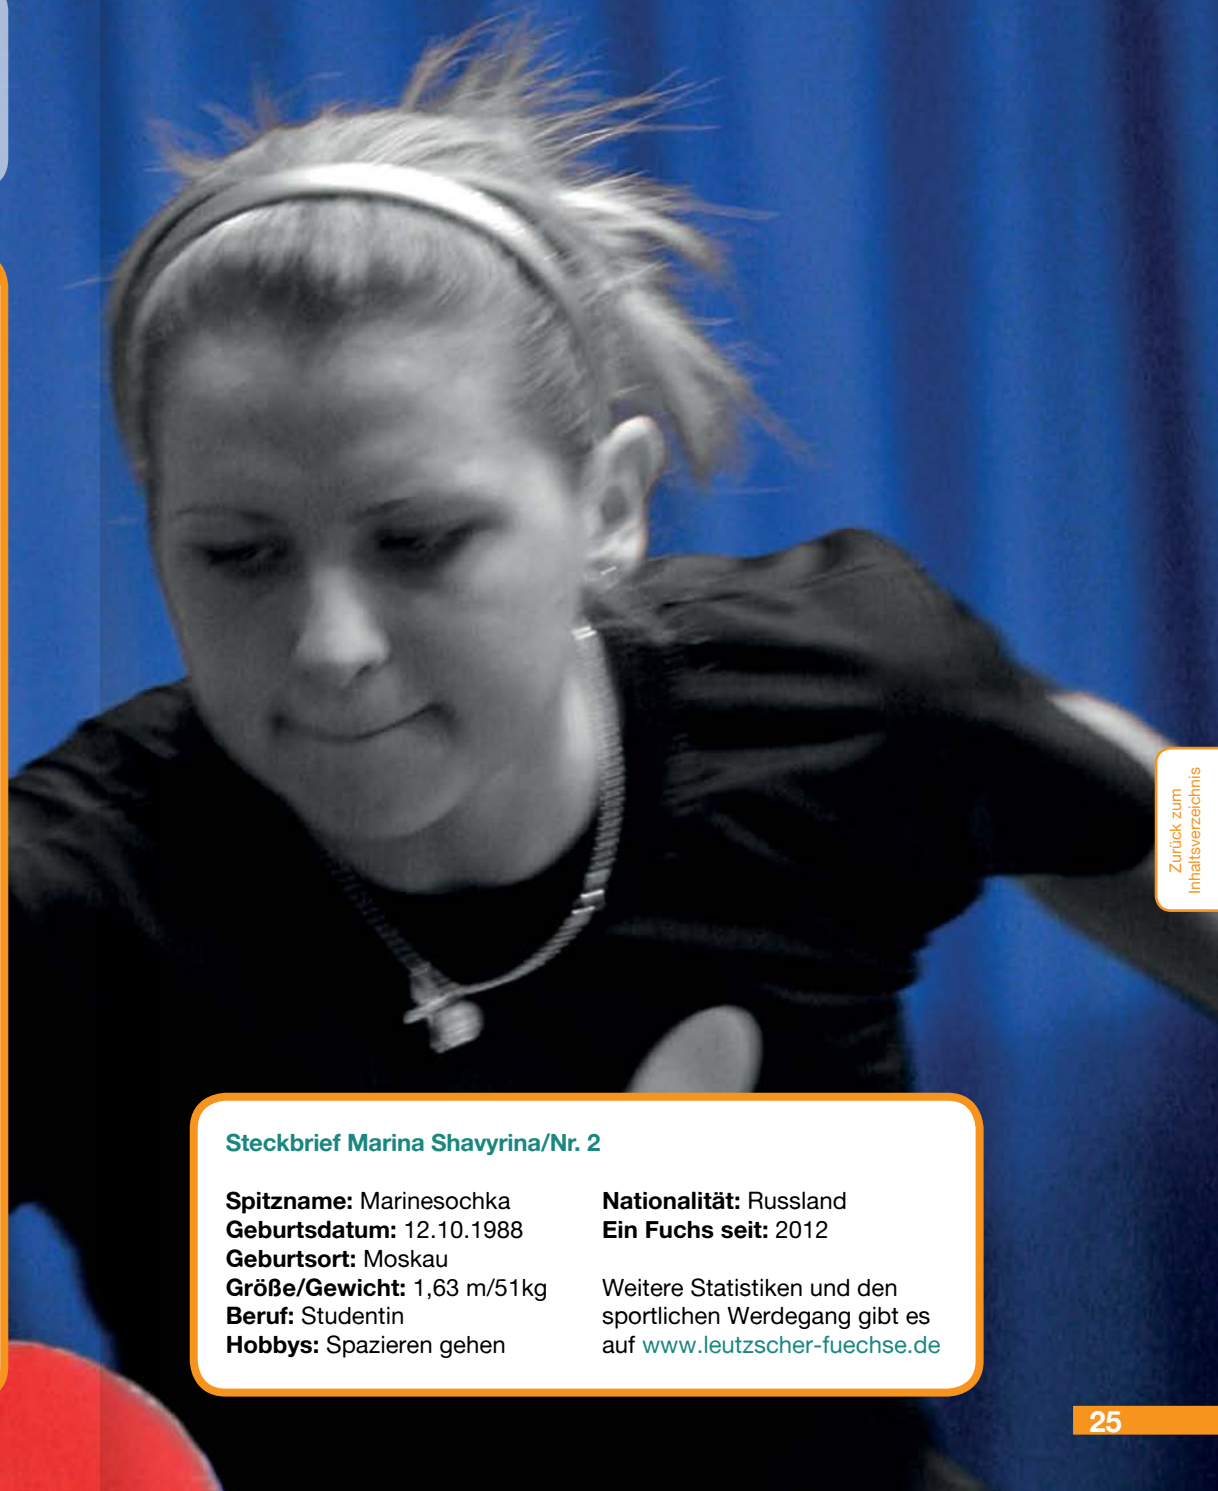 Steckbrief Marina Shavyrina/Nr. 2
Spitzname: Marinesochka
Geburtsdatum: 12.10.1988
Geburtsort: Moskau
Größe/Gewicht: 1,63 m/51kg
Beruf: Studentin
Hobbys: Spazieren gehen
Nationalität: Russland
Ein Fuchs seit: 2012
Weitere Statistiken und den
sportlichen Werdegang gibt es
auf www.leutzscher-fuechse.de
Zurück zum
Inhaltsverzeichnis
25